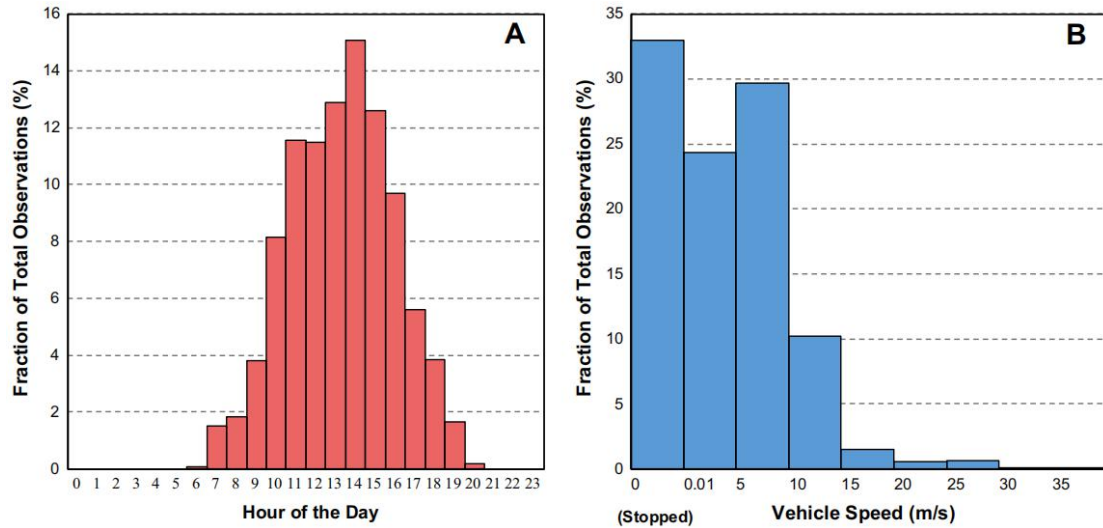 A
Fraction of Total Observations (%)
16
14
12
10
8
6
4
2
0
0 1 2 3 4 5 6 7 8 9 10 11 12 13 14 15 16 17 18 19 20 21 22 23
Hour of the Day
B
Fraction of Total Observations (%)
35
30
25
20
15
10
5
0
0 0.01 5 10 15 20 25 30 35
(Stopped) Vehicle Speed (m/s)